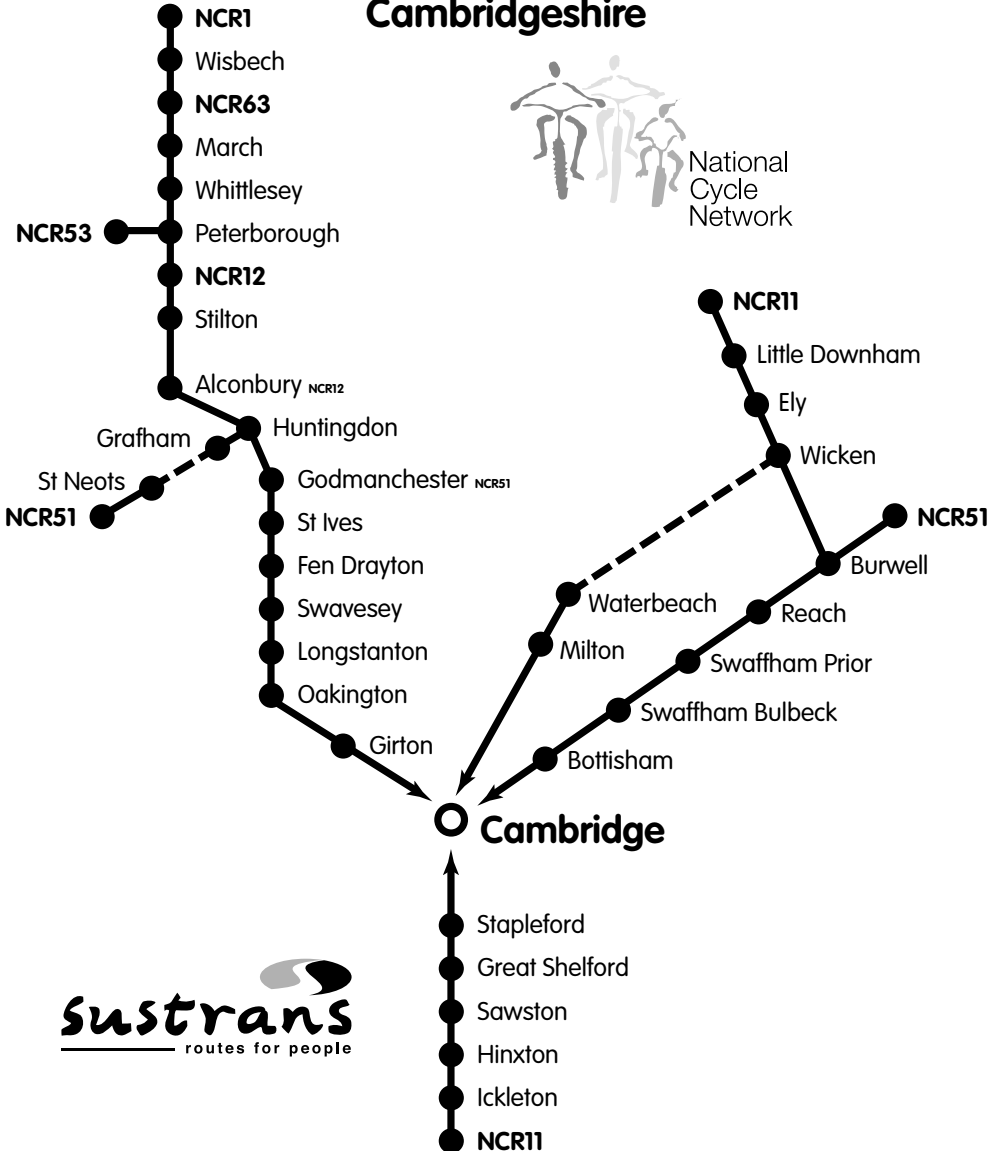 Cambridgeshire
NCR1
Wisbech
NCR63
March
Whittlesey
NCR53
Peterborough
NCR12
Stilton
Alconbury NCR12
Huntingdon
Grafham
St Neots
NCR51
Godmanchester NCR51
St Ives
Fen Drayton
Swavesey
Longstanton
Oakington
Girton
National
Cycle
Network
NCR11
Little Downham
Ely
Wicken
NCR51
Burwell
Waterbeach
Reach
Milton
Swaffham Prior
Swaffham Bulbeck
Bottisham
Cambridge
Stapleford
Great Shelford
Sawston
Hinxton
Ickleton
NCR11
sustrans
routes for people